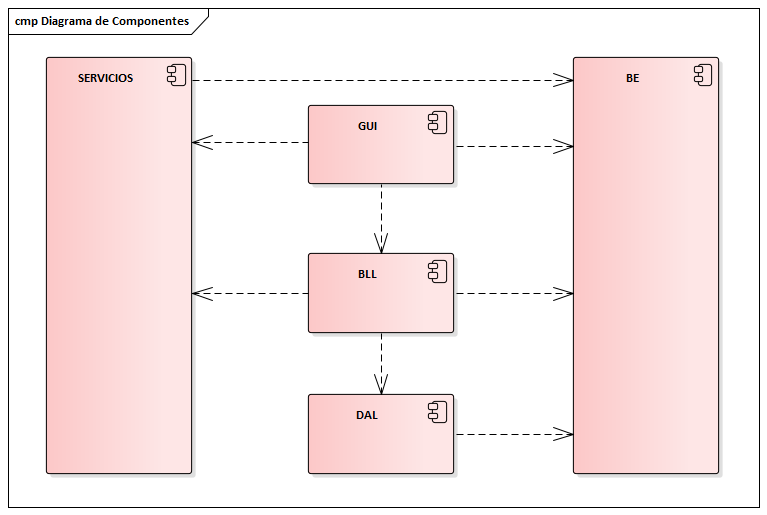 cmp Diagrama de Componentes
SERVICIOS
BE
GUI
BLL
DAL